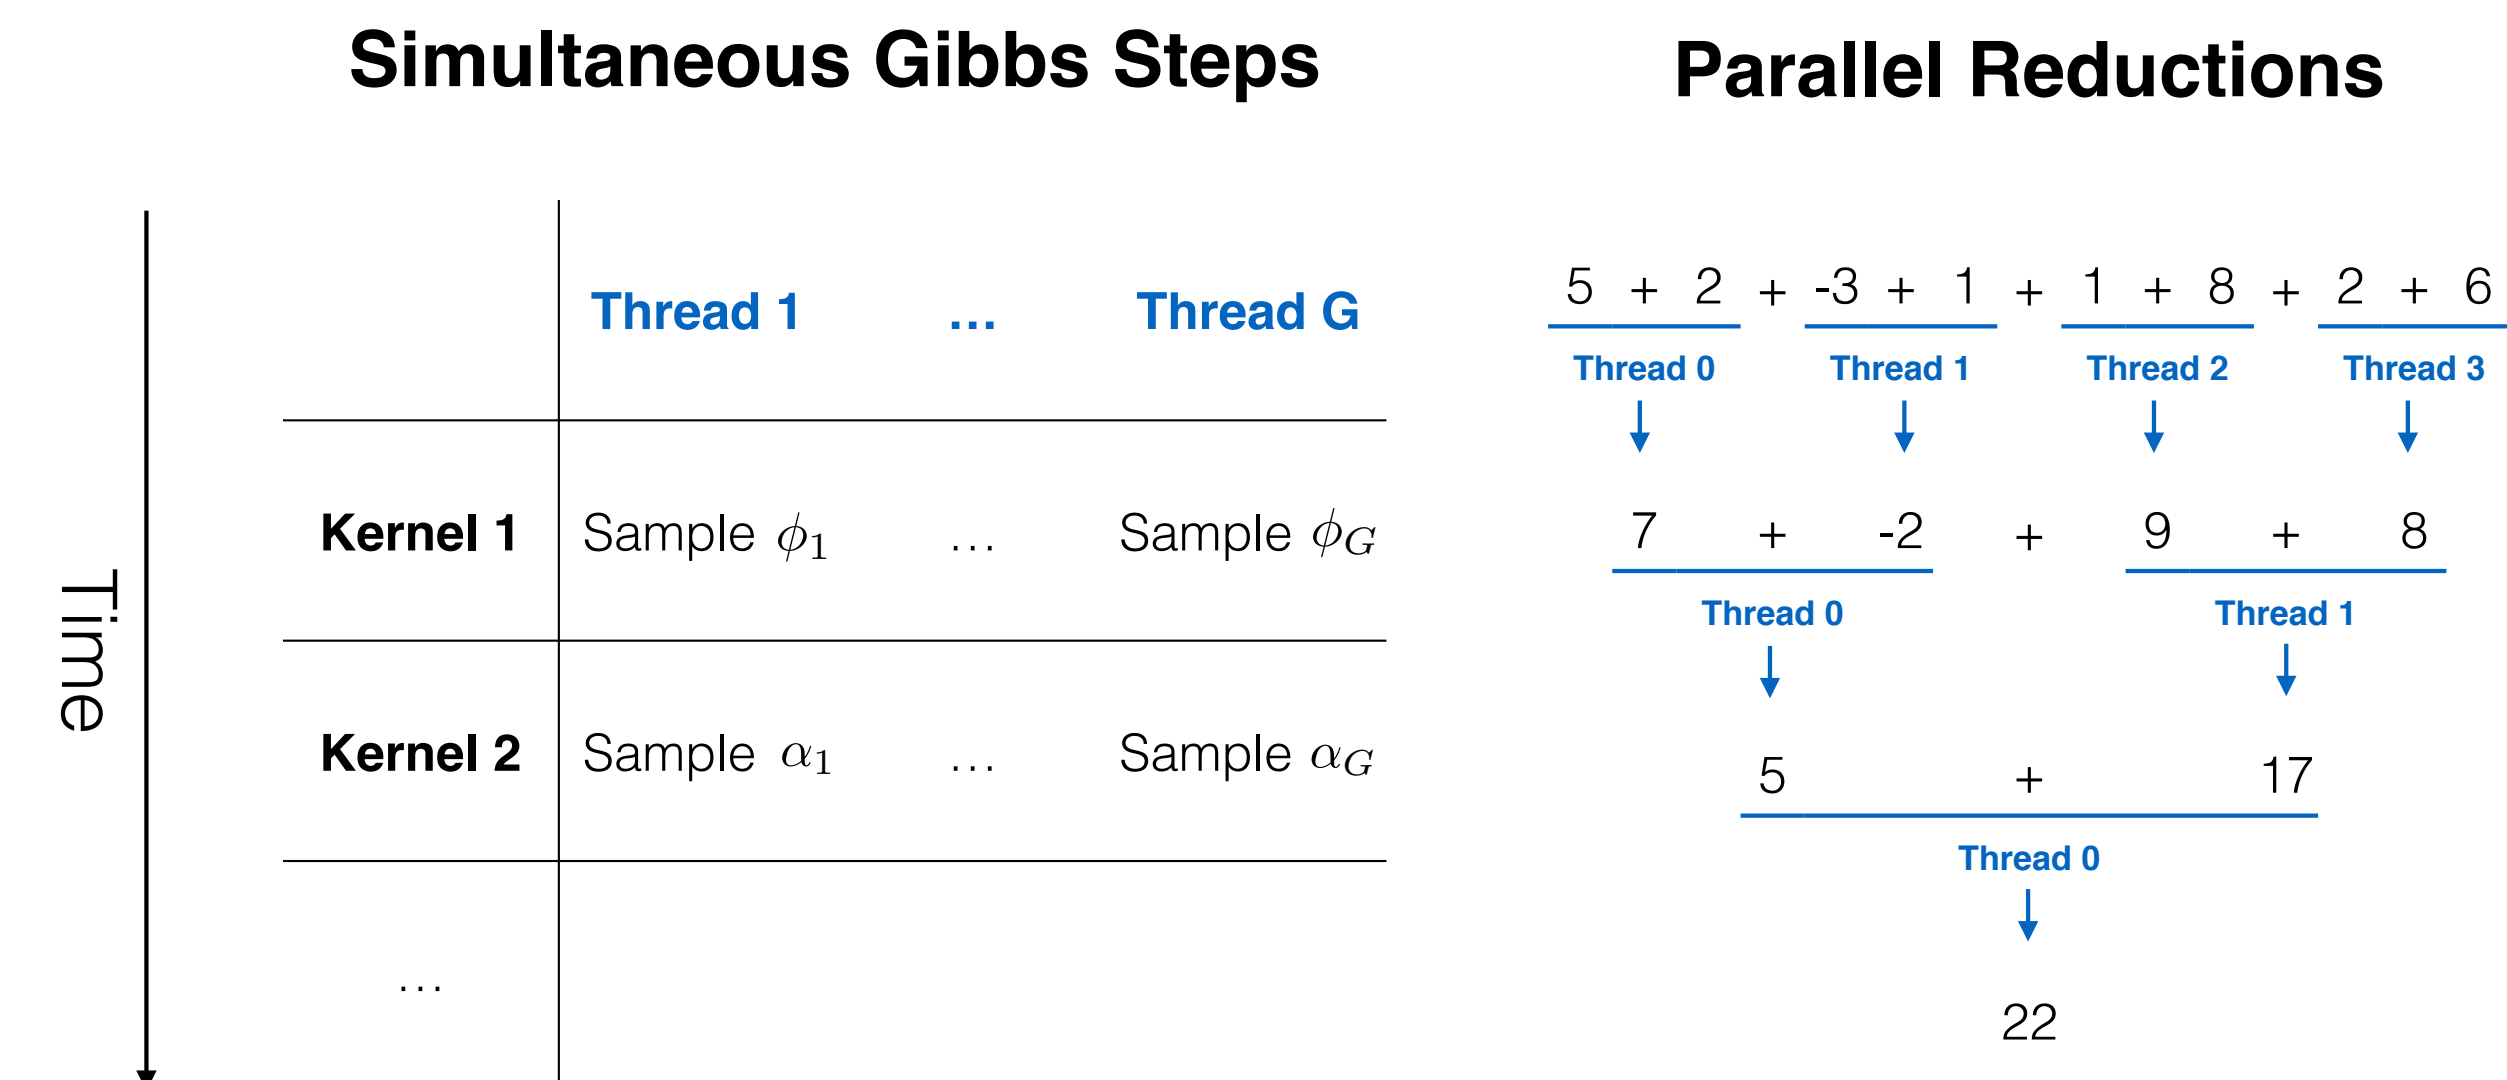 Simultaneous Gibbs Steps
Time
Thread 1 ... Thread G
Kernel 1 Sample ϕ₁ ... Sample ϕ_G
Kernel 2 Sample α₁ ... Sample α_G
...
Parallel Reductions
5 + 2 + -3 + 1 + 1 + 8 + 2 + 6
Thread 0 Thread 1 Thread 2 Thread 3
7 + -2 + 9 + 8
Thread 0 Thread 1
5 + 17
Thread 0
22